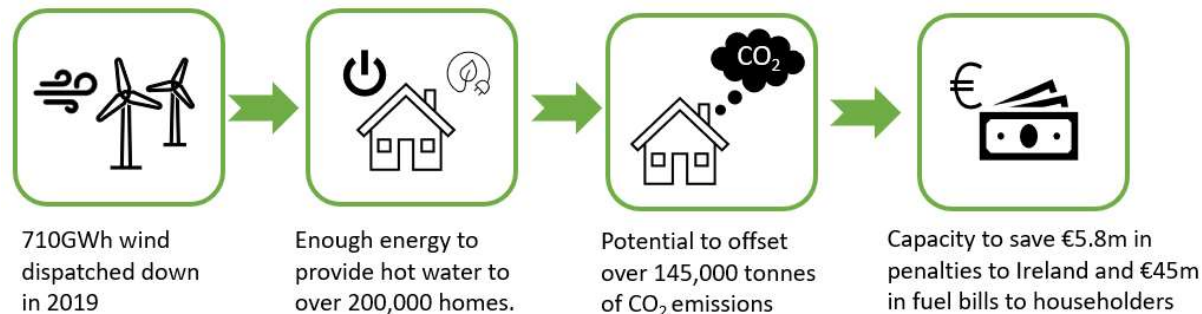 CO₂
€
710GWh wind
dispatched down
in 2019
Enough energy to
provide hot water to
over 200,000 homes.
Potential to offset
over 145,000 tonnes
of CO₂ emissions
Capacity to save €5.8m in
penalties to Ireland and €45m
in fuel bills to householders